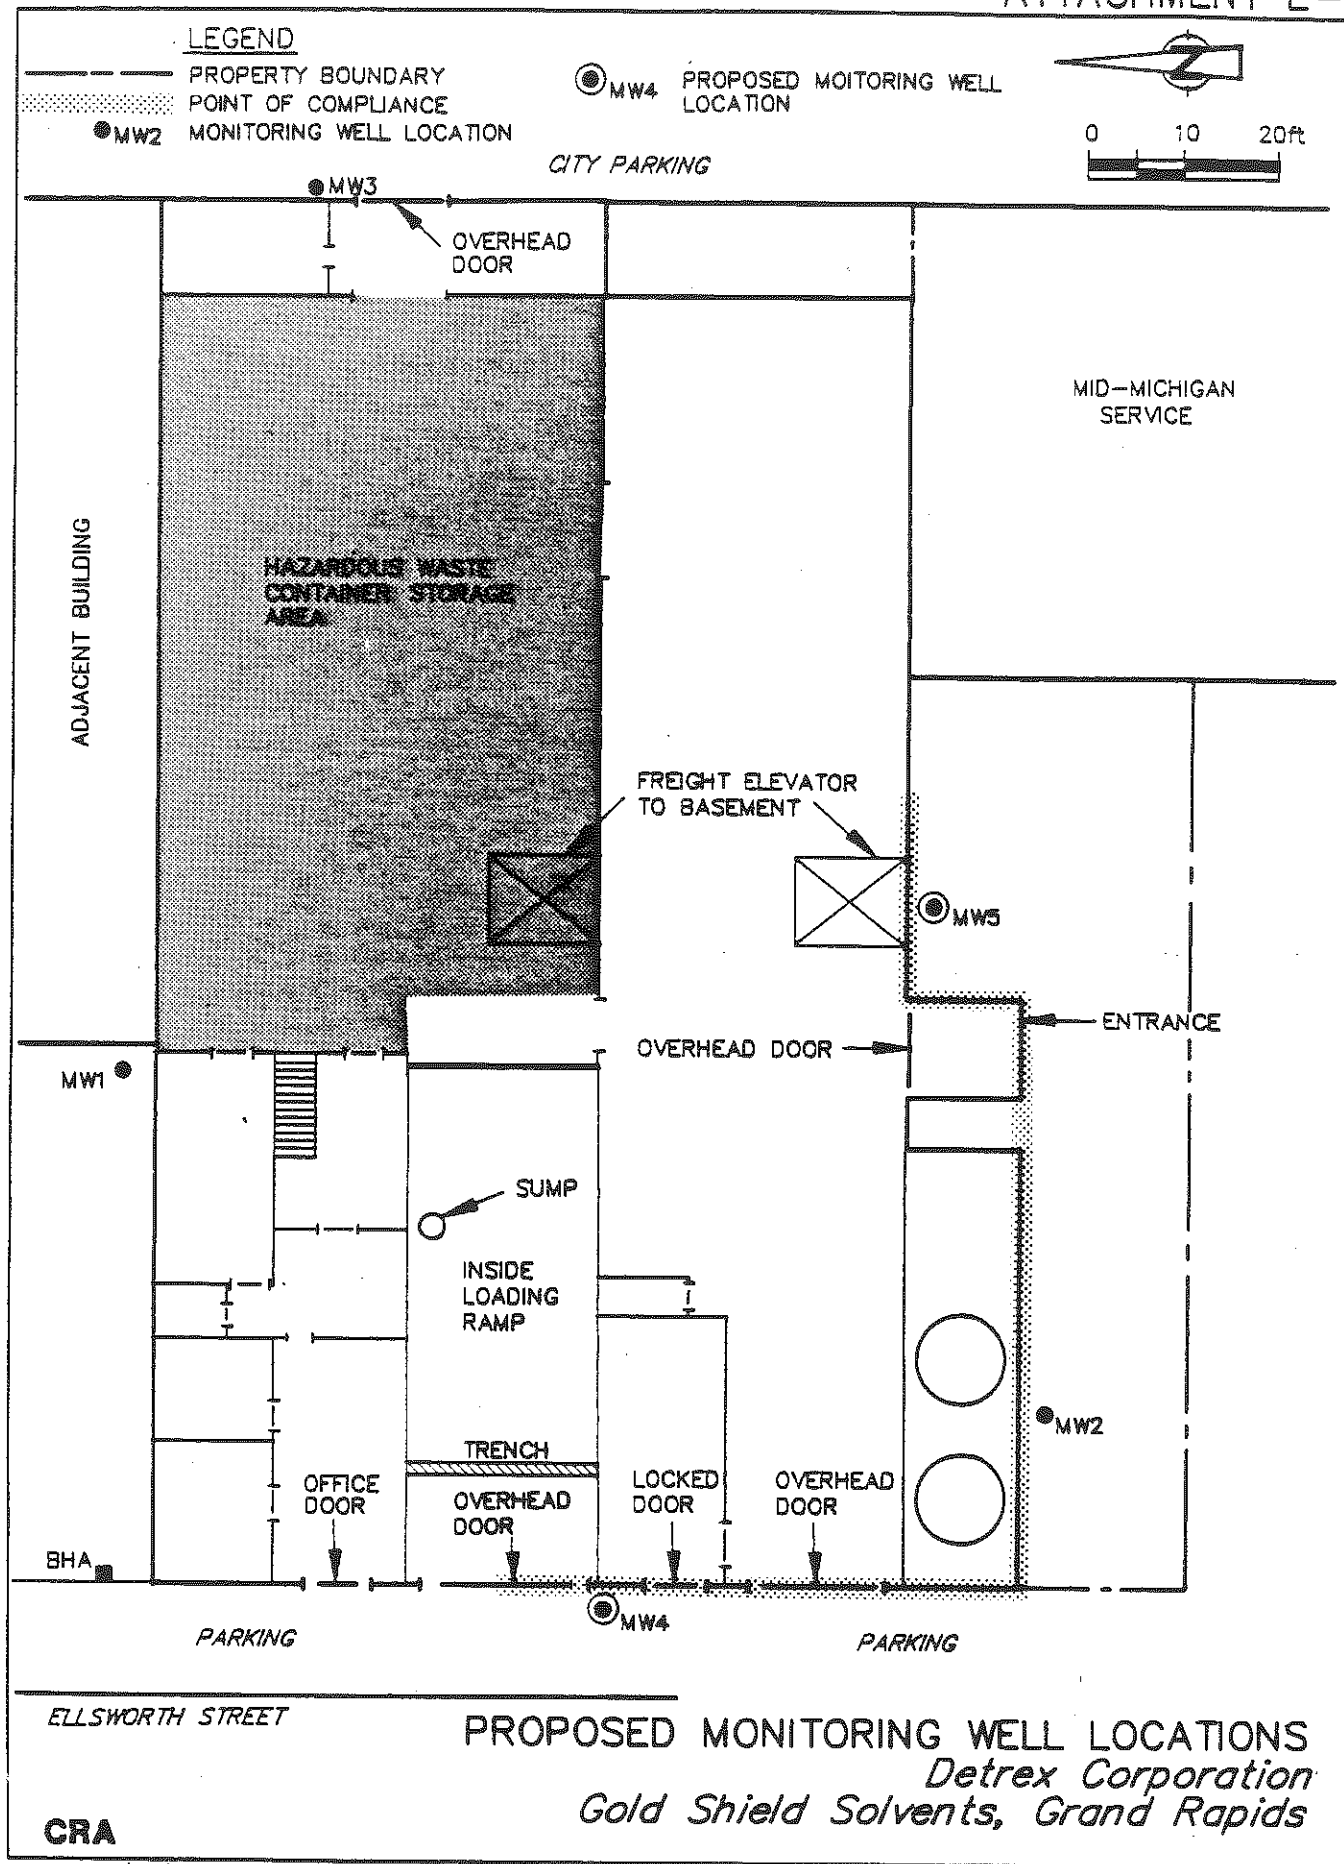 ATTACHMENT E-
LEGEND
PROPERTY BOUNDARY
POINT OF COMPLIANCE
MW2 MONITORING WELL LOCATION
MW4 PROPOSED MOITORING WELL
LOCATION
N
0 10 20ft
CITY PARKING
MW3
OVERHEAD
DOOR
MID-MICHIGAN
SERVICE
ADJACENT BUILDING
HAZARDOUS WASTE
CONTAINER STORAGE
AREA
FREIGHT ELEVATOR
TO BASEMENT
MW5
ENTRANCE
OVERHEAD DOOR
MW1
SUMP
INSIDE
LOADING
RAMP
MW2
TRENCH
OFFICE
DOOR
OVERHEAD
DOOR
LOCKED
DOOR
OVERHEAD
DOOR
BHA
MW4
PARKING
PARKING
ELLSWORTH STREET
PROPOSED MONITORING WELL LOCATIONS
Detrex Corporation
Gold Shield Solvents, Grand Rapids
CRA